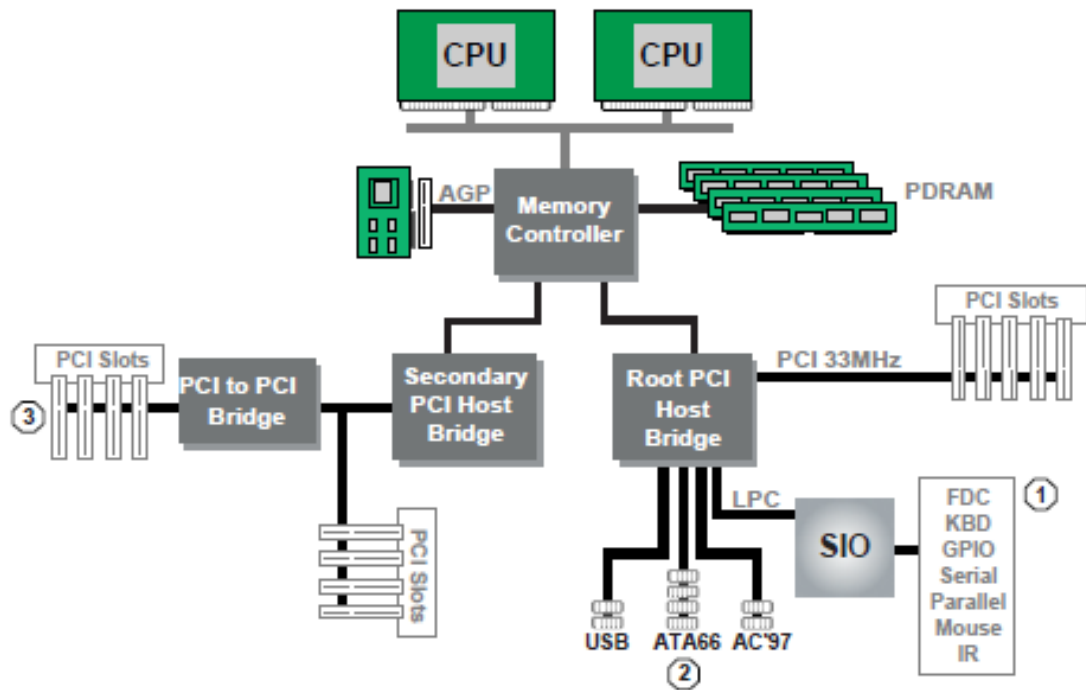 CPU
CPU
AGP
Memory
Controller
PDRAM
PCI Slots
PCI Slots
PCI to PCI
Bridge
Secondary
PCI Host
Bridge
Root PCI
Host
Bridge
PCI 33MHz
3
PCI Slots
LPC
SIO
FDC
KBD
GPIO
Serial
Parallel
Mouse
IR
1
USB
ATA66
AC'97
2